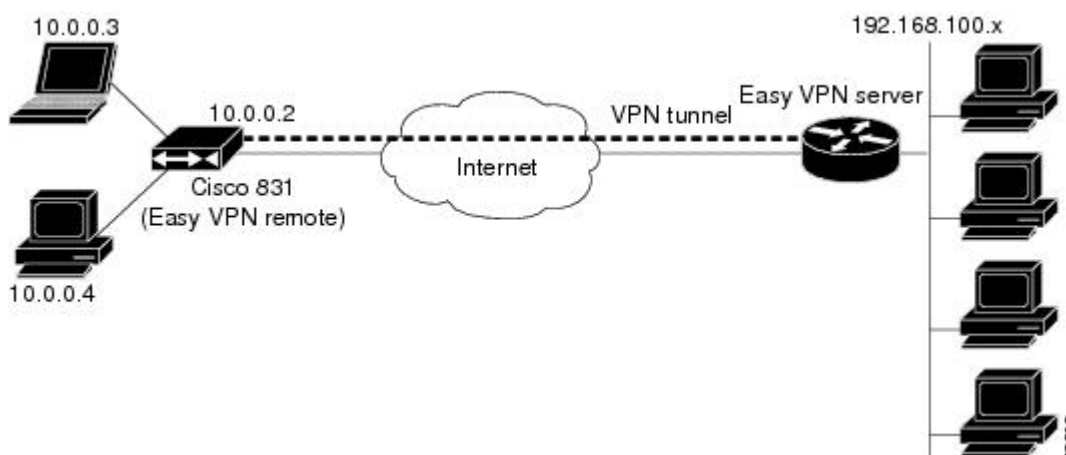 10.0.0.3
192.168.100.x
10.0.0.2
VPN tunnel
Easy VPN server
Internet
Cisco 831
(Easy VPN remote)
10.0.0.4